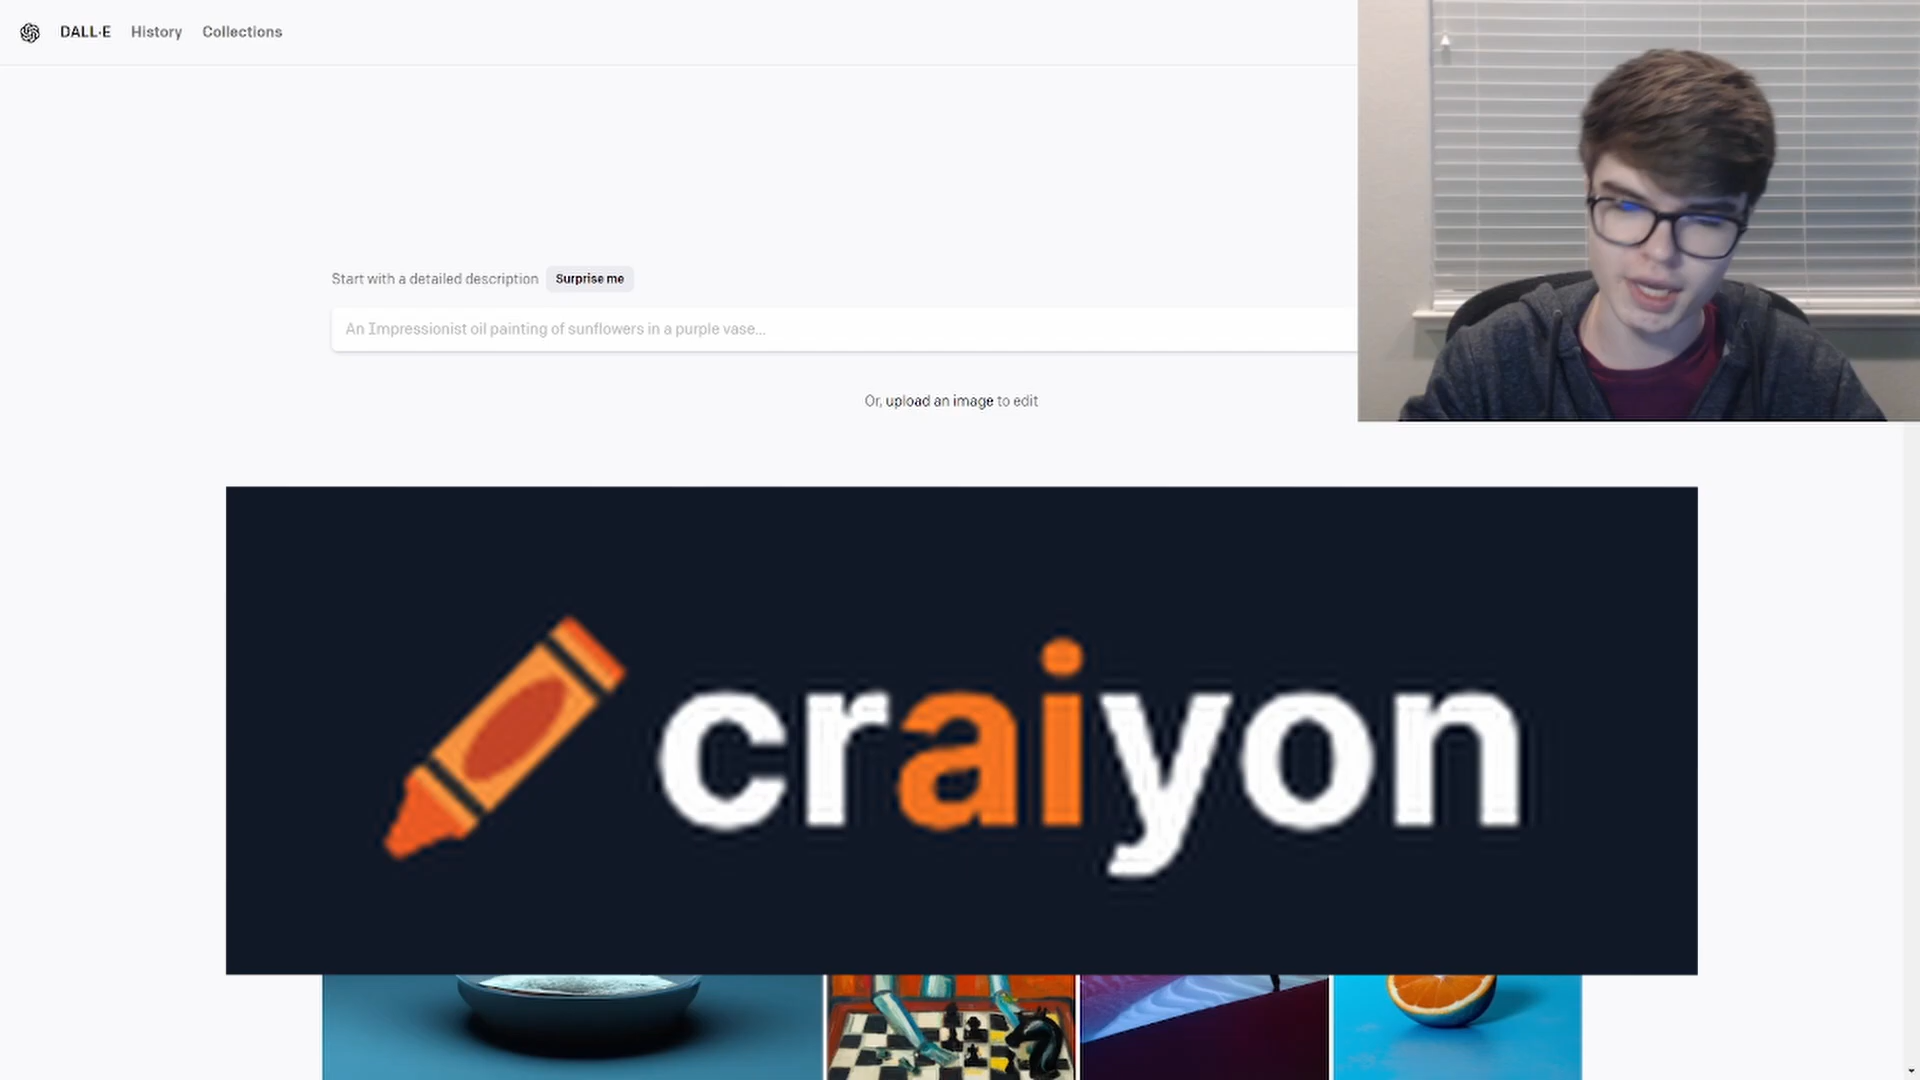 DALL·E History Collections
Start with a detailed description Surprise me
An Impressionist oil painting of sunflowers in a purple vase...
Or, upload an image to edit
craiyon